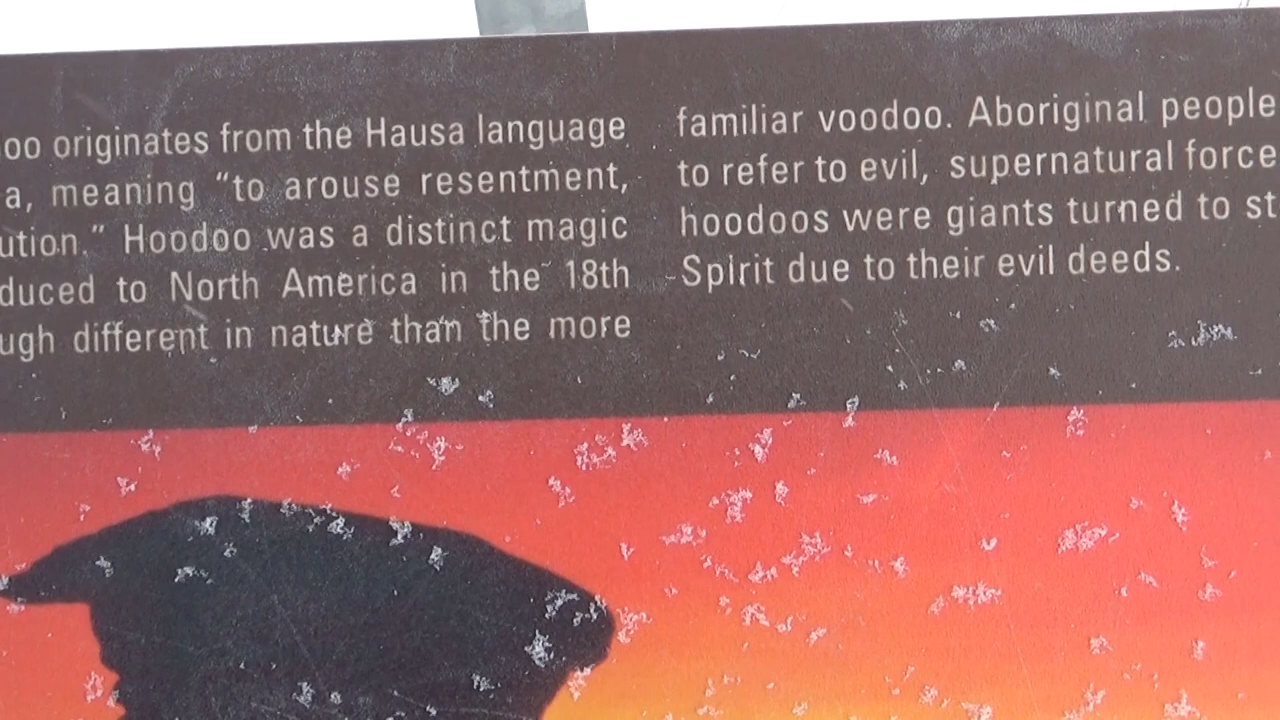 oo originates from the Hausa language
a, meaning "to arouse resentment,
ution." Hoodoo was a distinct magic
duced to North America in the 18th
ugh different in nature than the more
familiar voodoo. Aboriginal people
to refer to evil, supernatural force
hoodoos were giants turned to st
Spirit due to their evil deeds.